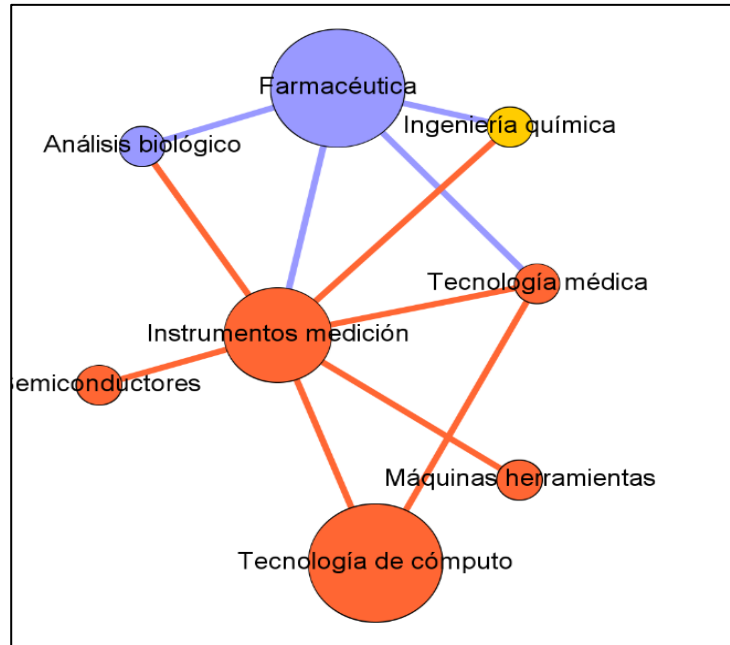 Farmacéutica
Ingeniería química
Análisis biológico
Tecnología médica
Instrumentos medición
Semiconductores
Máquinas herramientas
Tecnología de cómputo